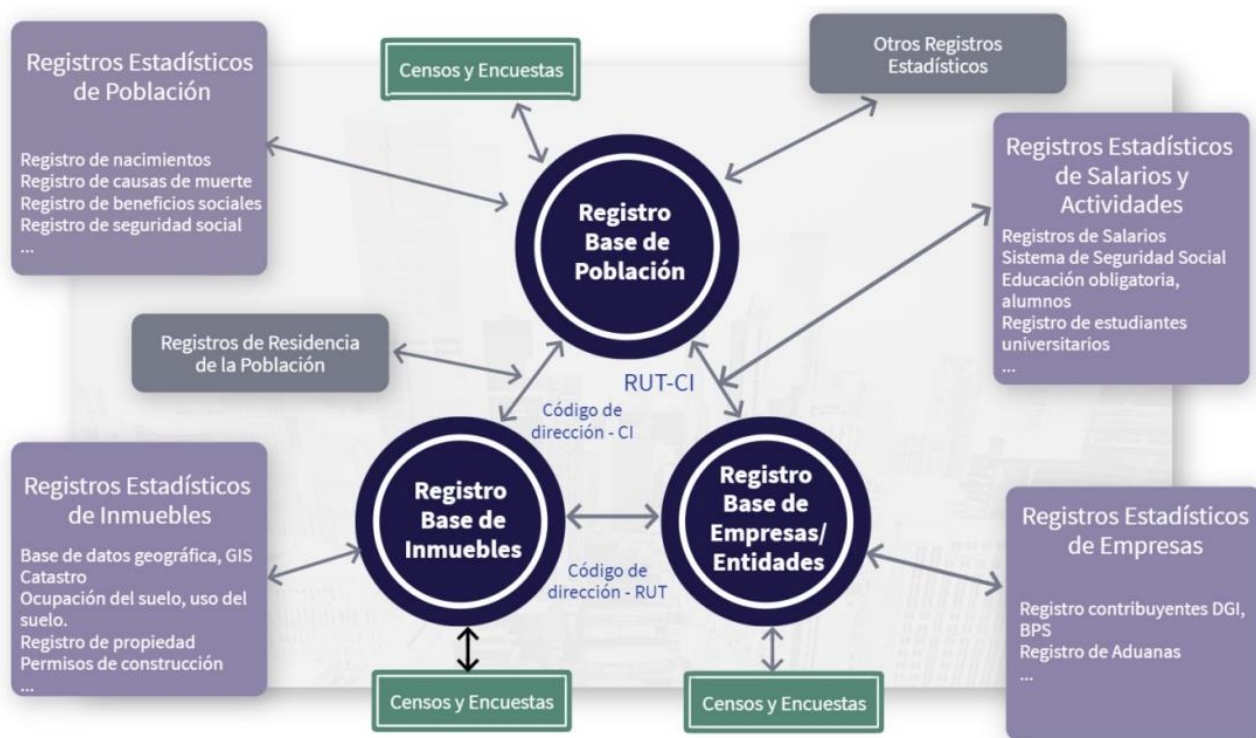 Registros Estadísticos
de Población
Registro de nacimientos
Registro de causas de muerte
Registro de beneficios sociales
Registro de seguridad social
...
Censos y Encuestas
Otros Registros
Estadísticos
Registros Estadísticos
de Salarios y
Actividades
Registros de Salarios
Sistema de Seguridad Social
Educación obligatoria,
alumnos
Registro de estudiantes
universitarios
...
Registro
Base de
Población
Registros de Residencia
de la Población
RUT-CI
Código de
dirección - CI
Registros Estadísticos
de Inmuebles
Base de datos geográfica, GIS
Catastro
Ocupación del suelo, uso del
suelo.
Registro de propiedad
Permisos de construcción
...
Registro
Base de
Inmuebles
Código de
dirección - RUT
Registro
Base de
Empresas/
Entidades
Registros Estadísticos
de Empresas
Registro contribuyentes DGI,
BPS
Registro de Aduanas
...
Censos y Encuestas
Censos y Encuestas